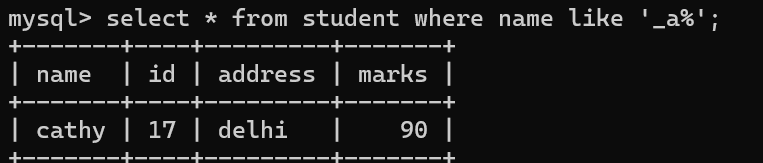 mysql> select * from student where name like '_a%';
+-------+----+---------+-------+
| name  | id | address | marks |
+-------+----+---------+-------+
| cathy | 17 | delhi   |    90 |
+-------+----+---------+-------+